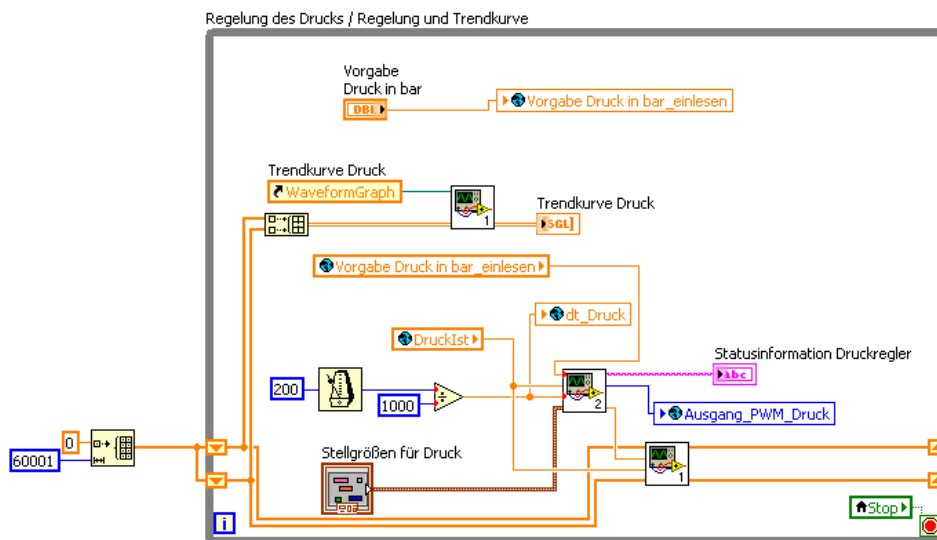 Regelung des Drucks / Regelung und Trendkurve
Vorgabe
Druck in bar
DBL
Vorgabe Druck in bar_einlesen
Trendkurve Druck
WaveformGraph
1
Trendkurve Druck
SGL]
Vorgabe Druck in bar_einlesen
dt_Druck
DruckIst
Statusinformation Druckregler
abc
200
1000
2
Ausgang_PWM_Druck
0
60001
Stellgrößen für Druck
1
Stop
i